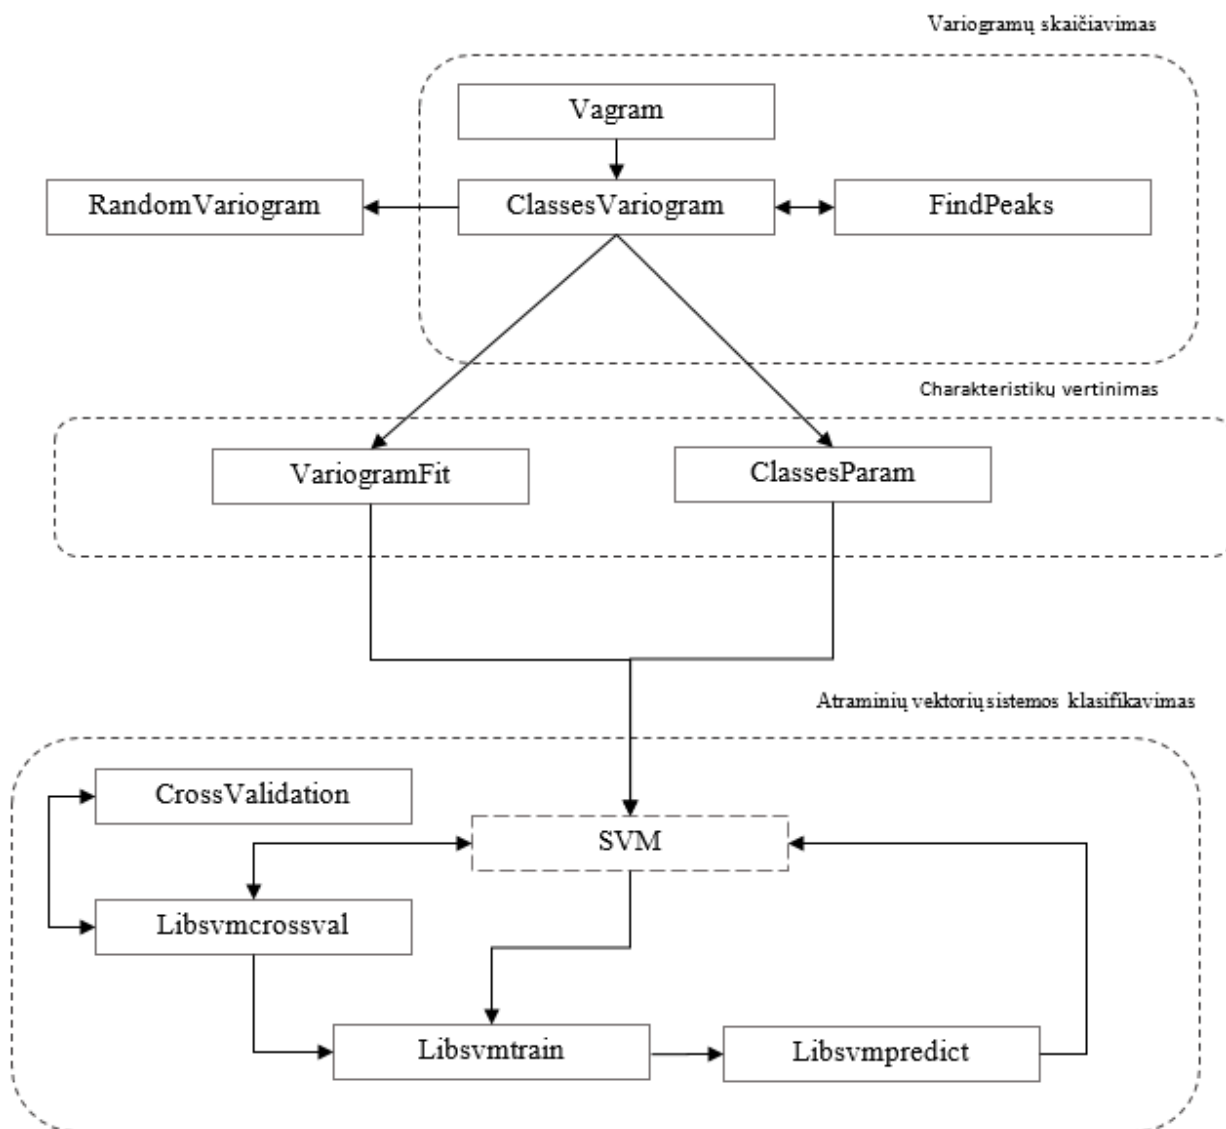 Variogramų skaičiavimas
Vagram
RandomVariogram
ClassesVariogram
FindPeaks
Charakteristikų vertinimas
VariogramFit
ClassesParam
Atraminių vektorių sistemos klasifikavimas
CrossValidation
SVM
Libsvmcrossval
Libsvmtrain
Libsvmpredict